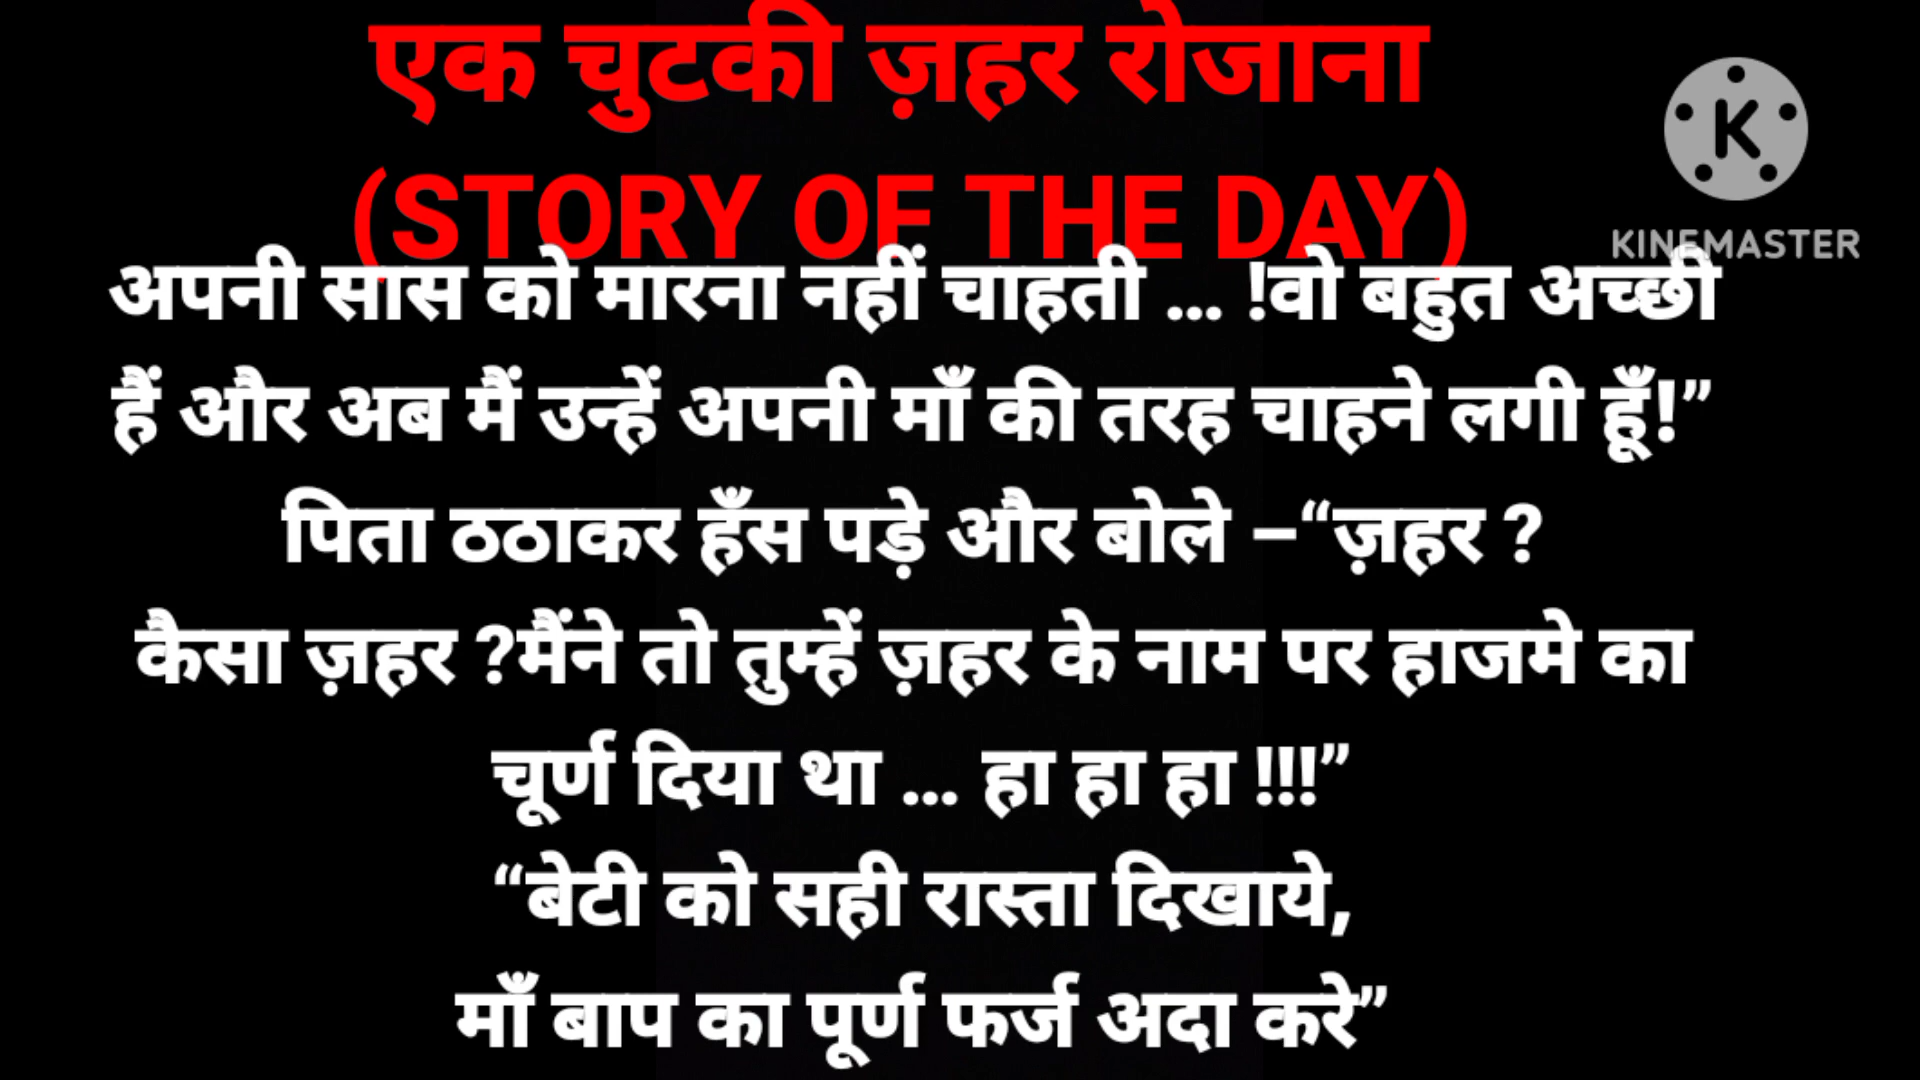 एक चुटकी ज़हर रोजाना
(STORY OF THE DAY)
KINEMASTER
अपनी सास को मारना नहीं चाहती ... !वो बहुत अच्छी
हैं और अब मैं उन्हें अपनी माँ की तरह चाहने लगी हूँ!”
पिता ठठाकर हँस पड़े और बोले –“ज़हर ?
कैसा ज़हर ?मैंने तो तुम्हें ज़हर के नाम पर हाजमे का
चूर्ण दिया था ... हा हा हा !!!”
“बेटी को सही रास्ता दिखाये,
माँ बाप का पूर्ण फर्ज अदा करे”